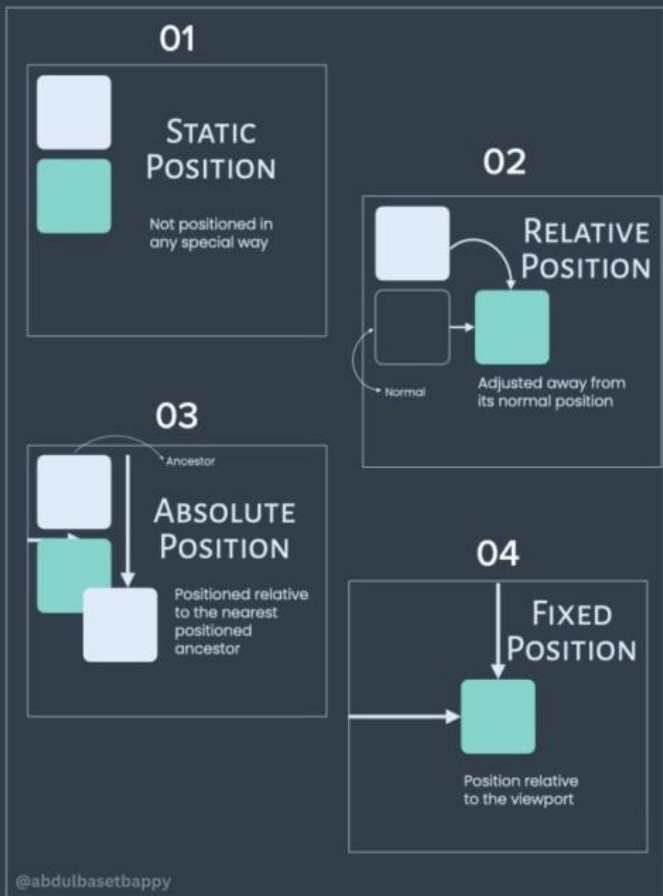 01
STATIC
POSITION
Not positioned in
any special way
02
RELATIVE
POSITION
Normal
Adjusted away from
its normal position
03
Ancestor
ABSOLUTE
POSITION
Positioned relative
to the nearest
positioned
ancestor
04
FIXED
POSITION
Position relative
to the viewport
@abdulbasetbappy